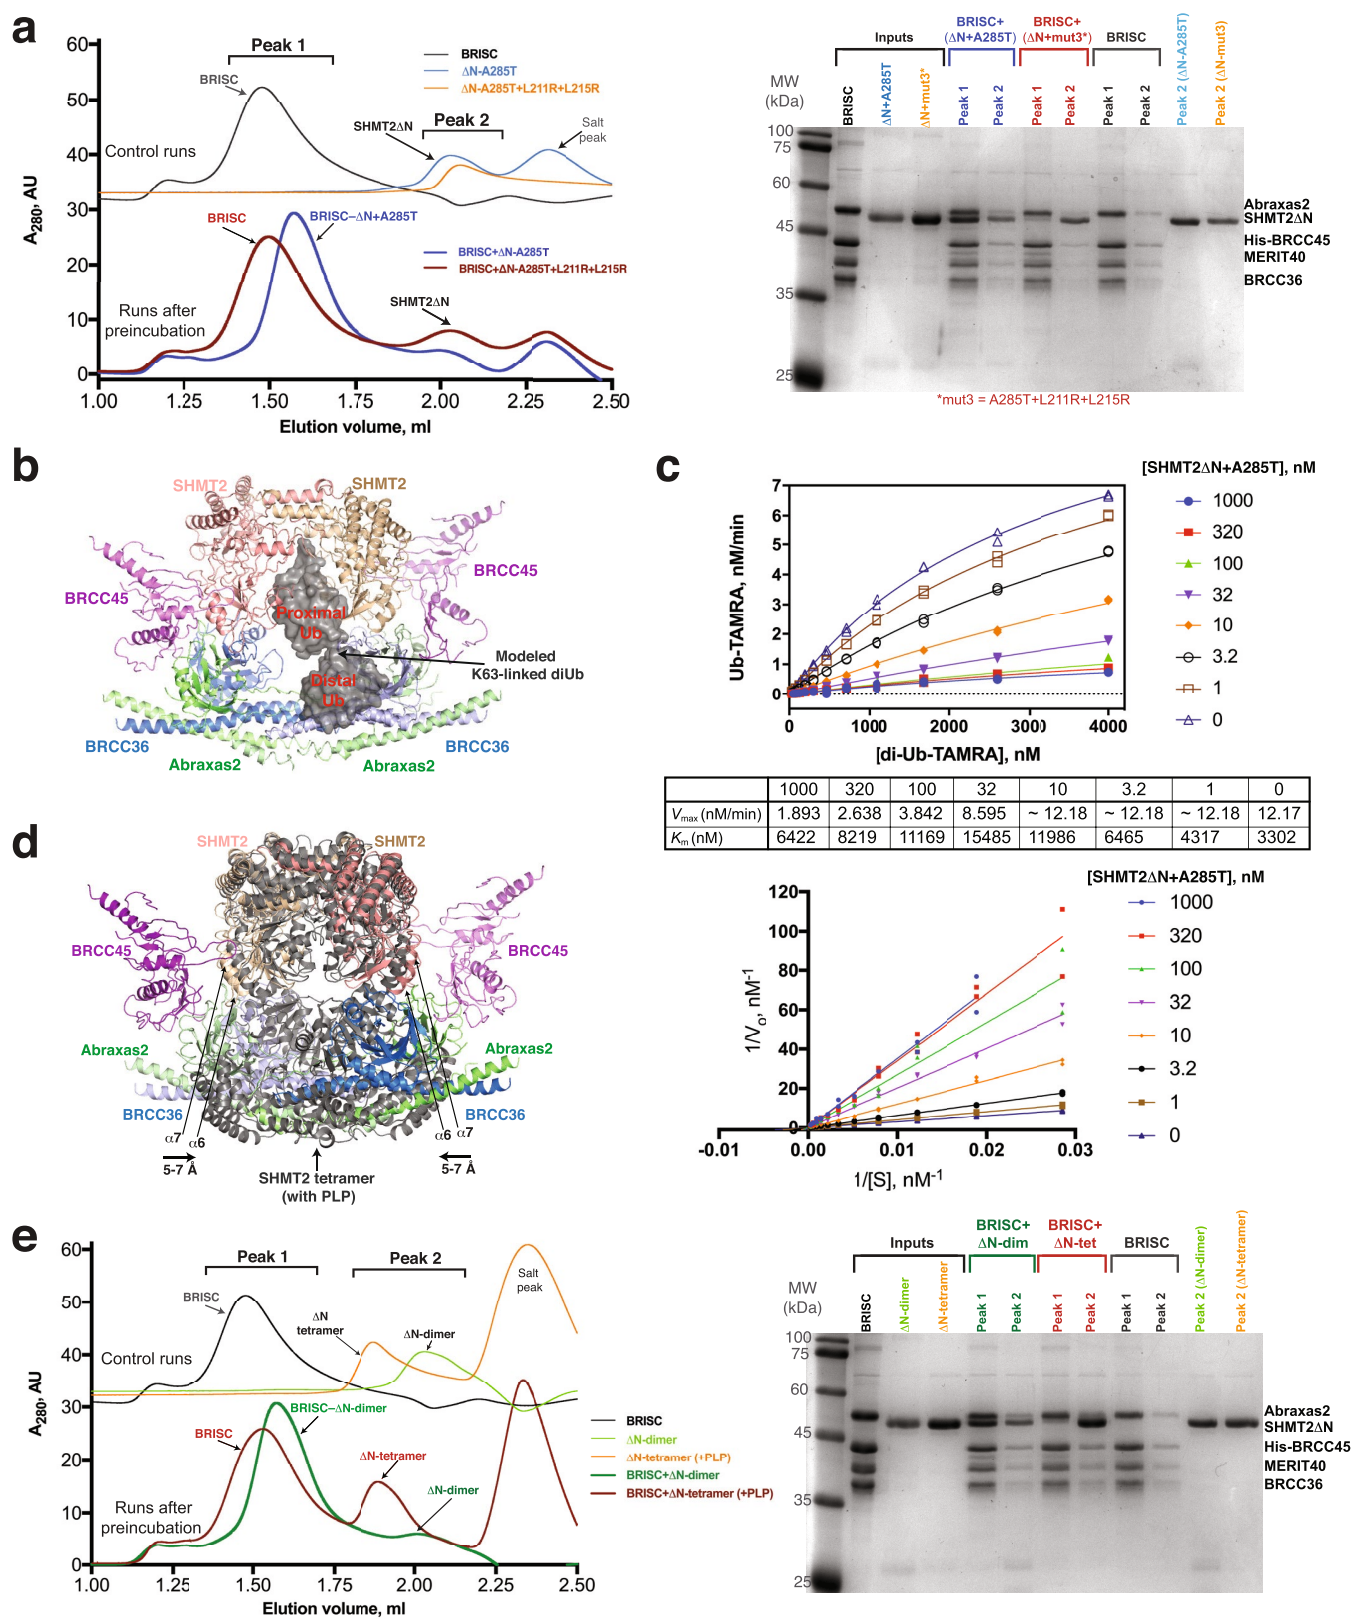 a
60
50
40
30
20
10
0
A280, AU
Peak 1
BRISC
Control runs
BRISC
ΔN-A285T
ΔN-A285T+L211R+L215R
Peak 2
SHMT2ΔN
Salt
peak
BRISC
BRISC–ΔN+A285T
BRISC+ΔN-A285T
BRISC+ΔN-A285T+L211R+L215R
SHMT2ΔN
Runs after
preincubation
1.00 1.25 1.50 1.75 2.00 2.25 2.50
Elution volume, ml
BRISC+ (ΔN+A285T)
BRISC+ (ΔN+mut3*)
Inputs
BRISC
MW
(kDa)
BRISC
ΔN+A285T
ΔN+mut3*
Peak 1
Peak 2
Peak 1
Peak 2
Peak 1
Peak 2
Peak 2 (ΔN-A285T)
Peak 2 (ΔN-mut3)
100
75
60
45
35
25
Abraxas2
SHMT2ΔN
His-BRCC45
MERIT40
BRCC36
*mut3 = A285T+L211R+L215R
b
SHMT2
SHMT2
BRCC45
BRCC45
Proximal
Ub
Distal
Ub
Modeled
K63-linked diUb
BRCC36
BRCC36
Abraxas2
Abraxas2
c
[SHMT2ΔN+A285T], nM
1000
320
100
32
10
3.2
1
0
7
6
5
4
3
2
1
0
Ub-TAMRA, nM/min
0 1000 2000 3000 4000
[di-Ub-TAMRA], nM
1000 320 100 32 10 3.2 1 0
Vmax (nM/min) 1.893 2.638 3.842 8.595 ~ 12.18 ~ 12.18 ~ 12.18 12.17
Km (nM) 6422 8219 11169 15485 11986 6465 4317 3302
[SHMT2ΔN+A285T], nM
1000
320
100
32
10
3.2
1
0
120
100
80
60
40
20
0
1/Vo, nM-1
-0.01 0.00 0.01 0.02 0.03
1/[S], nM-1
d
SHMT2
SHMT2
BRCC45
BRCC45
Abraxas2
Abraxas2
BRCC36
BRCC36
α7 α6
α6 α7
5-7 Å
5-7 Å
SHMT2 tetramer
(with PLP)
e
60
50
40
30
20
10
0
A280, AU
Peak 1
Peak 2
BRISC
ΔN
tetramer
ΔN-dimer
Salt
peak
Control runs
BRISC
BRISC–ΔN-dimer
ΔN-tetramer
ΔN-dimer
Runs after
preincubation
BRISC
ΔN-dimer
ΔN-tetramer (+PLP)
BRISC+ΔN-dimer
BRISC+ΔN-tetramer (+PLP)
1.00 1.25 1.50 1.75 2.00 2.25 2.50
Elution volume, ml
BRISC+ ΔN-dim
BRISC+ ΔN-tet
Inputs
BRISC
MW
(kDa)
BRISC
ΔN-dimer
ΔN-tetramer
Peak 1
Peak 2
Peak 1
Peak 2
Peak 1
Peak 2
Peak 2 (ΔN-dimer)
Peak 2 (ΔN-tetramer)
100
75
60
45
35
25
Abraxas2
SHMT2ΔN
His-BRCC45
MERIT40
BRCC36